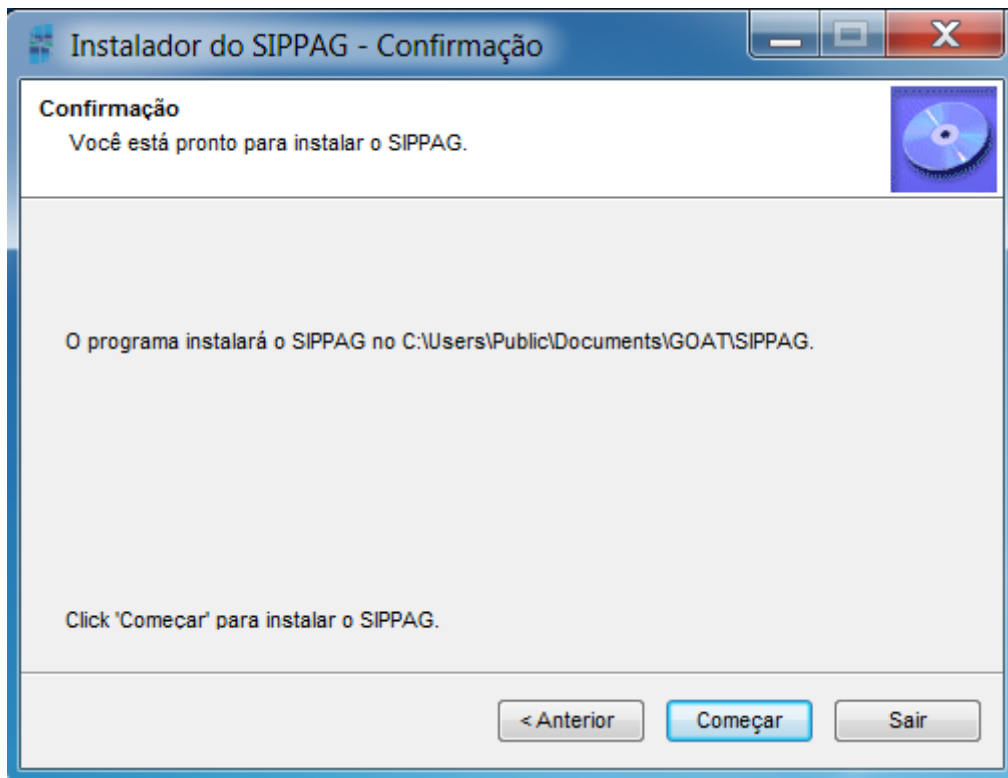 Instalador do SIPPAG - Confirmação
Confirmação
Você está pronto para instalar o SIPPAG.
O programa instalará o SIPPAG no C:\Users\Public\Documents\GOAT\SIPPAG.
Click 'Começar' para instalar o SIPPAG.
< Anterior
Começar
Sair